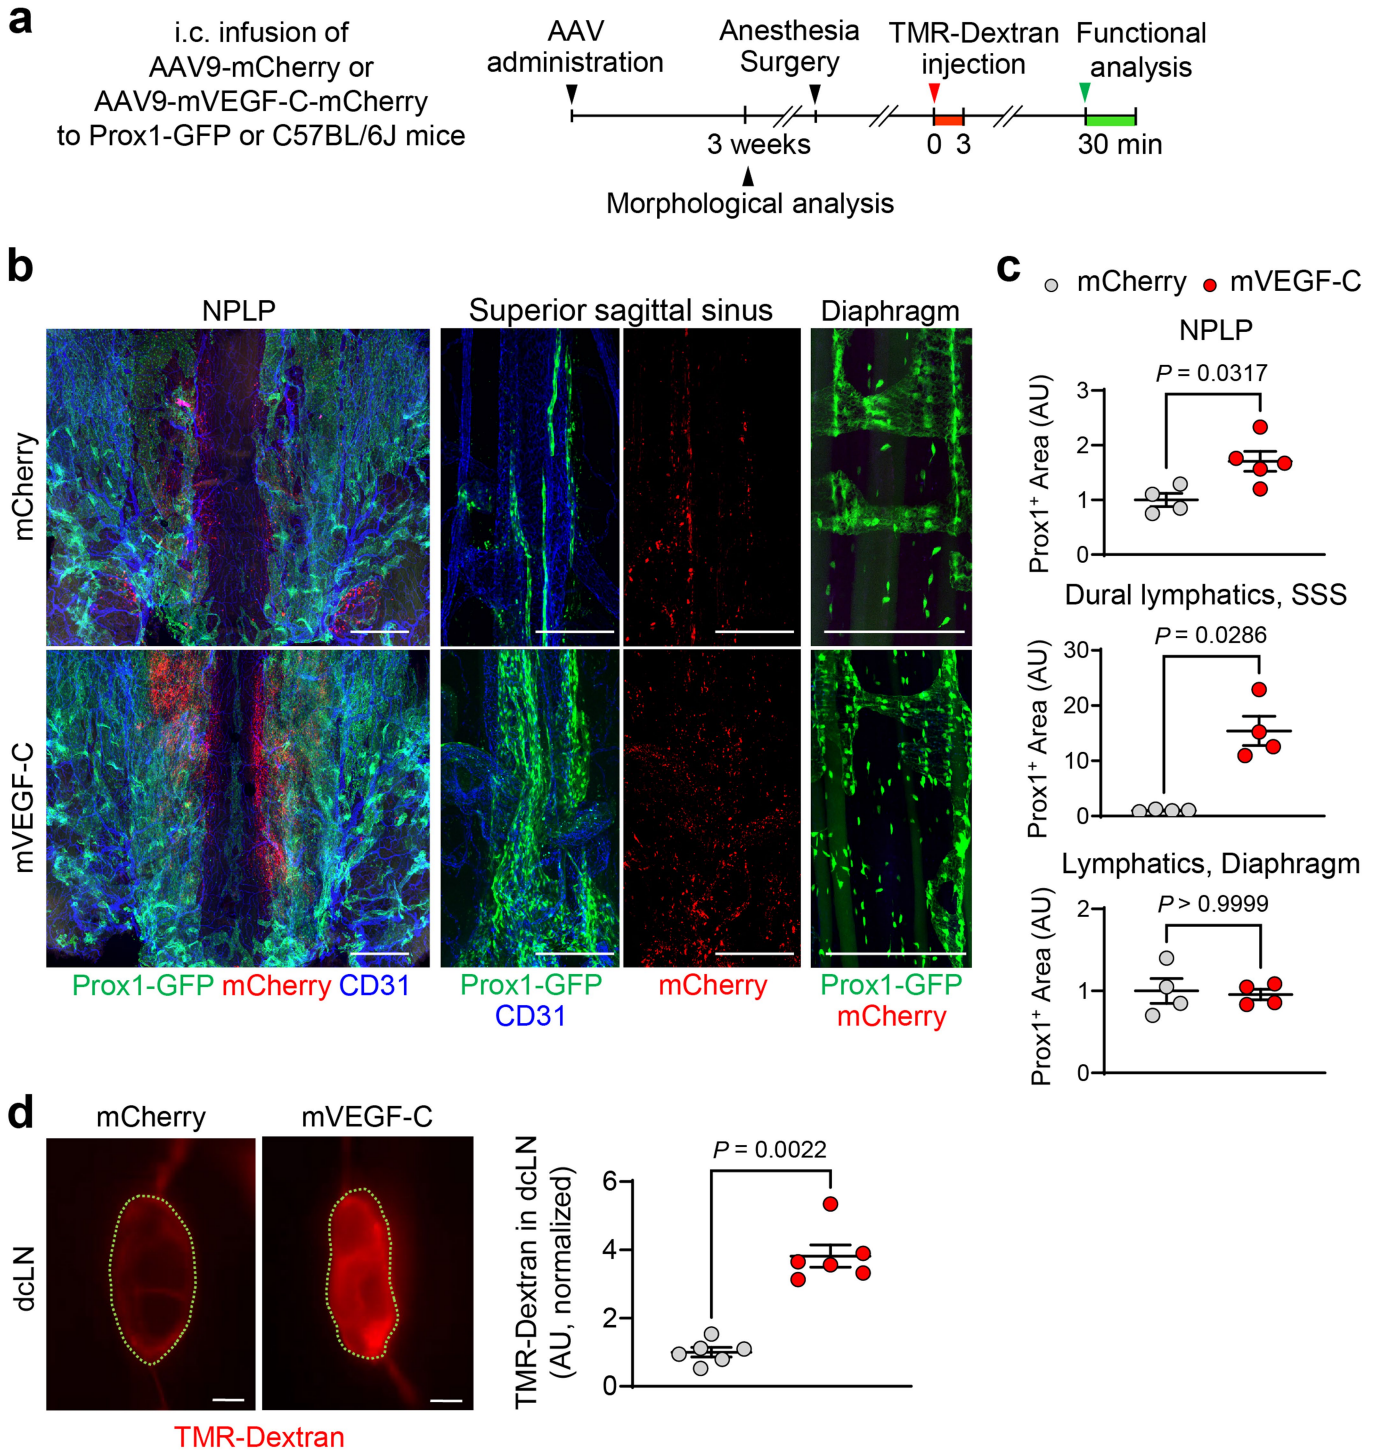 a
i.c. infusion of
AAV9-mCherry or
AAV9-mVEGF-C-mCherry
to Prox1-GFP or C57BL/6J mice
AAV
administration
Anesthesia
Surgery
TMR-Dextran
injection
Functional
analysis
3 weeks
0 3
30 min
Morphological analysis
b
NPLP
Superior sagittal sinus
Diaphragm
mCherry
mVEGF-C
Prox1-GFP mCherry CD31
Prox1-GFP
CD31
mCherry
Prox1-GFP
mCherry
c
mCherry
mVEGF-C
NPLP
P = 0.0317
Prox1⁺ Area (AU)
3
2
1
0
Dural lymphatics, SSS
P = 0.0286
Prox1⁺ Area (AU)
30
20
10
0
Lymphatics, Diaphragm
P > 0.9999
Prox1⁺ Area (AU)
2
1
0
d
mCherry
mVEGF-C
dcLN
TMR-Dextran
P = 0.0022
TMR-Dextran in dcLN
(AU, normalized)
6
4
2
0